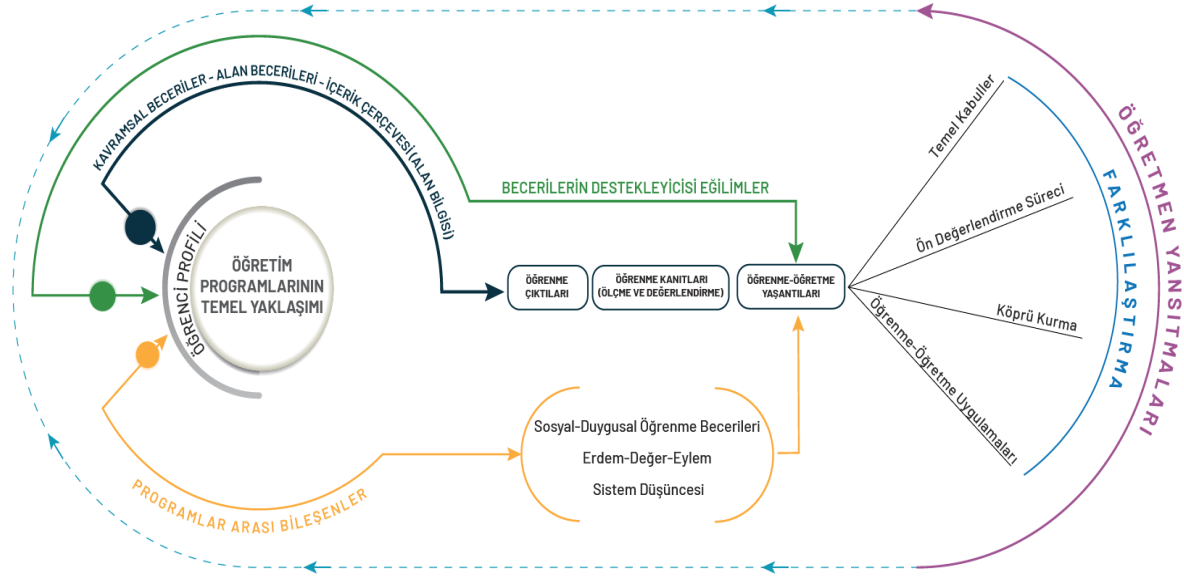 KAVRAMSAL BECERİLER - ALAN BECERİLERİ - İÇERİK ÇERÇEVESİ (ALAN BİLGİSİ)
ÖĞRENCİ PROFİLİ
ÖĞRETİM
PROGRAMLARININ
TEMEL YAKLAŞIMI
PROGRAMLAR ARASI BİLEŞENLER
BECERİLERİN DESTEKLEYİCİSİ EĞİLİMLER
ÖĞRENME
ÇIKTILARI
ÖĞRENME KANITLARI
(ÖLÇME VE DEĞERLENDİRME)
ÖĞRENME-ÖĞRETME
YAŞANTILARI
Sosyal-Duygusal Öğrenme Becerileri
Erdem-Değer-Eylem
Sistem Düşüncesi
Temel Kabuller
Ön Değerlendirme Süreci
Köprü Kurma
Öğrenme-Öğretme Uygulamaları
FARKLILAŞTIRMA
ÖĞRETMEN YANSITMALARI